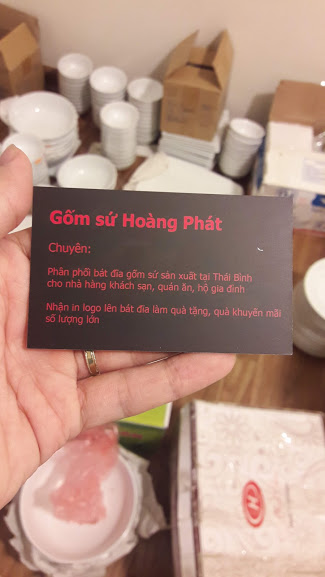 Gốm sứ Hoàng Phát
Chuyên:
Phân phối bát đĩa gốm sứ sản xuất tại Thái Bình
cho nhà hàng khách sạn, quán ăn, hộ gia đình
Nhận in logo lên bát đĩa làm quà tặng, quà khuyến mãi
số lượng lớn